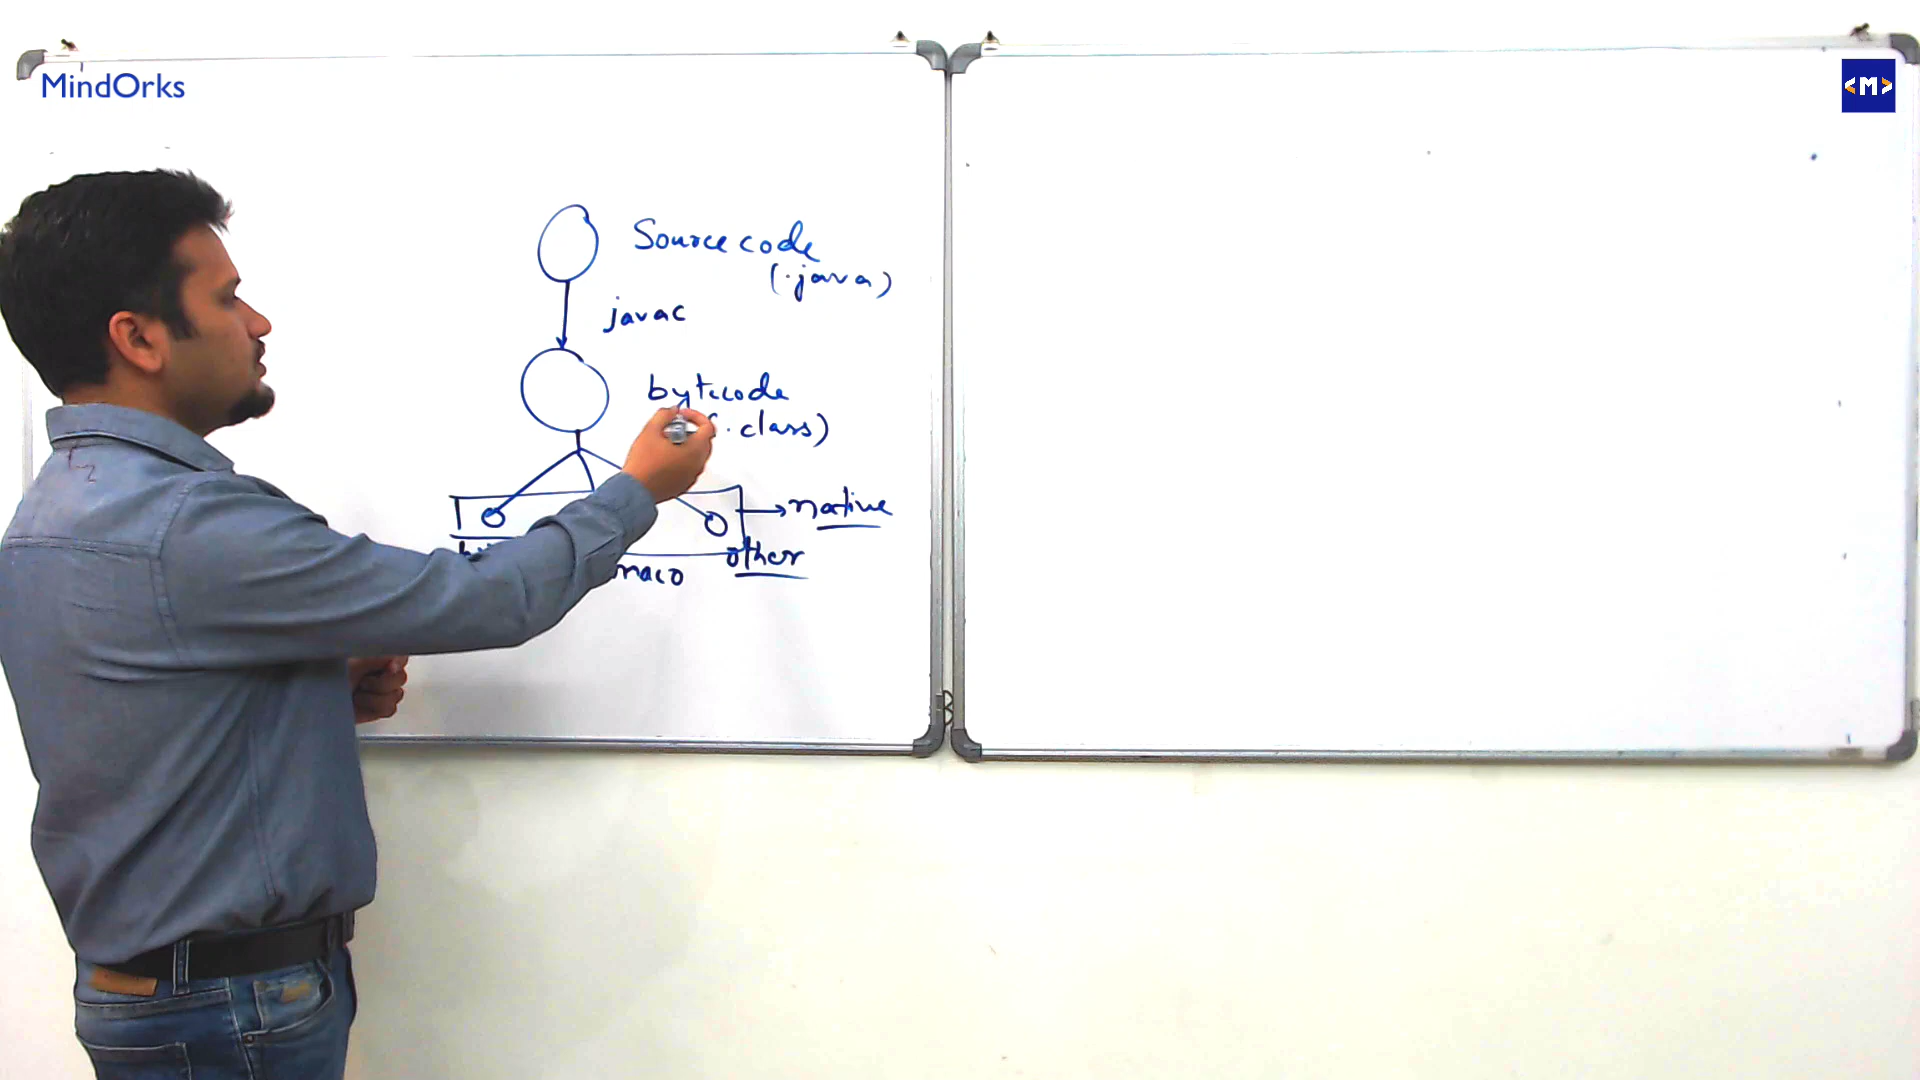 MindOrks
<M>
Source code
(.java)
javac
bytecode
(.class)
native
other